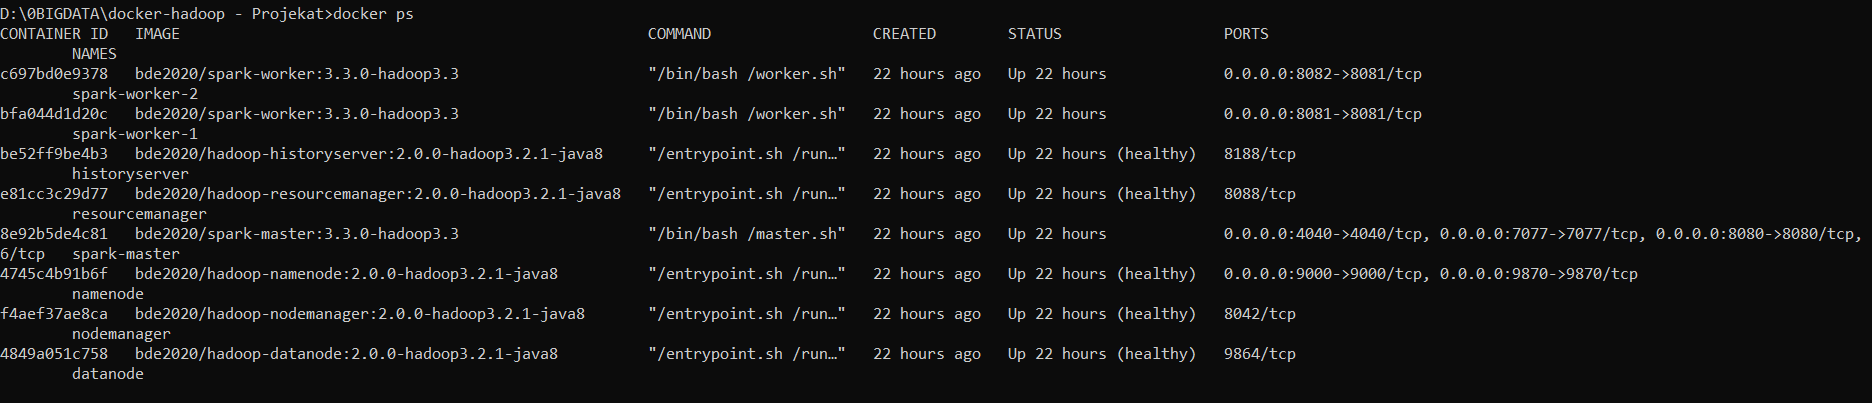 D:\0BIGDATA\docker-hadoop - Projekat>docker ps
CONTAINER ID   IMAGE                                                    COMMAND                  CREATED        STATUS                  PORTS
        NAMES
c697bd0e9378   bde2020/spark-worker:3.3.0-hadoop3.3                     "/bin/bash /worker.sh"   22 hours ago   Up 22 hours             0.0.0.0:8082->8081/tcp
        spark-worker-2
bfa044d1d20c   bde2020/spark-worker:3.3.0-hadoop3.3                     "/bin/bash /worker.sh"   22 hours ago   Up 22 hours             0.0.0.0:8081->8081/tcp
        spark-worker-1
be52ff9be4b3   bde2020/hadoop-historyserver:2.0.0-hadoop3.2.1-java8     "/entrypoint.sh /run…"   22 hours ago   Up 22 hours (healthy)   8188/tcp
        historyserver
e81cc3c29d77   bde2020/hadoop-resourcemanager:2.0.0-hadoop3.2.1-java8   "/entrypoint.sh /run…"   22 hours ago   Up 22 hours (healthy)   8088/tcp
        resourcemanager
8e92b5de4c81   bde2020/spark-master:3.3.0-hadoop3.3                     "/bin/bash /master.sh"   22 hours ago   Up 22 hours             0.0.0.0:4040->4040/tcp, 0.0.0.0:7077->7077/tcp, 0.0.0.0:8080->8080/tcp,
6/tcp   spark-master
4745c4b91b6f   bde2020/hadoop-namenode:2.0.0-hadoop3.2.1-java8          "/entrypoint.sh /run…"   22 hours ago   Up 22 hours (healthy)   0.0.0.0:9000->9000/tcp, 0.0.0.0:9870->9870/tcp
        namenode
f4aef37ae8ca   bde2020/hadoop-nodemanager:2.0.0-hadoop3.2.1-java8       "/entrypoint.sh /run…"   22 hours ago   Up 22 hours (healthy)   8042/tcp
        nodemanager
4849a051c758   bde2020/hadoop-datanode:2.0.0-hadoop3.2.1-java8          "/entrypoint.sh /run…"   22 hours ago   Up 22 hours (healthy)   9864/tcp
        datanode